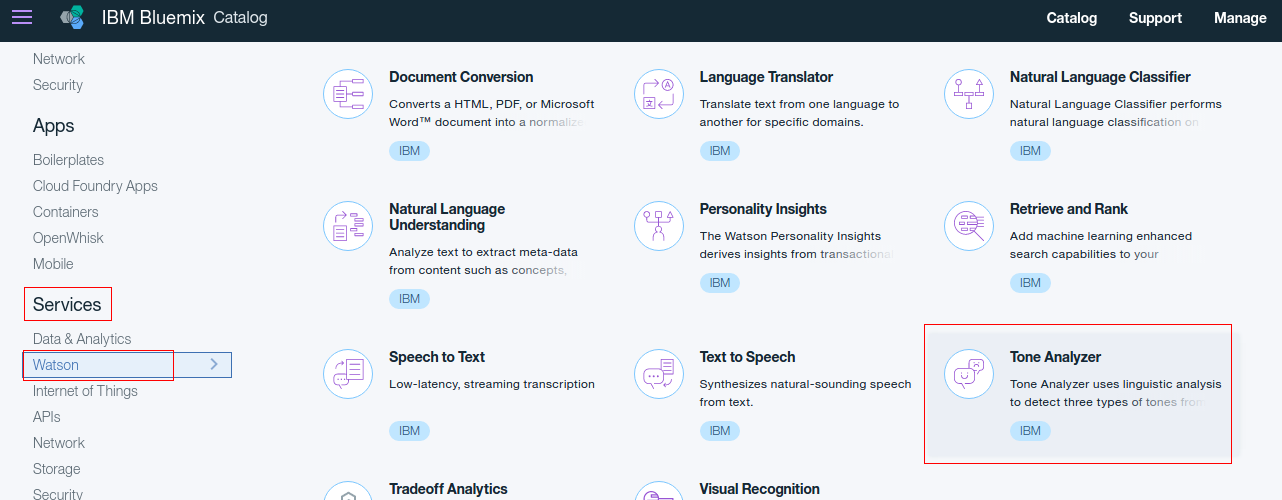 IBM Bluemix Catalog
Catalog Support Manage
Network
Security
Apps
Boilerplates
Cloud Foundry Apps
Containers
OpenWhisk
Mobile
Services
Data & Analytics
Watson
Internet of Things
APIs
Network
Storage
Security
Document Conversion
Converts a HTML, PDF, or Microsoft
Word™ document into a normalize
IBM
Language Translator
Translate text from one language to
another for specific domains.
IBM
Natural Language Classifier
Natural Language Classifier performs
natural language classification on
IBM
Natural Language
Understanding
Analyze text to extract meta-data
from content such as concepts,
IBM
Personality Insights
The Watson Personality Insights
derives insights from transactional
IBM
Retrieve and Rank
Add machine learning enhanced
search capabilities to your
IBM
Speech to Text
Low-latency, streaming transcription
IBM
Text to Speech
Synthesizes natural-sounding speech
from text.
IBM
Tone Analyzer
Tone Analyzer uses linguistic analysis
to detect three types of tones from
IBM
Tradeoff Analytics
Visual Recognition